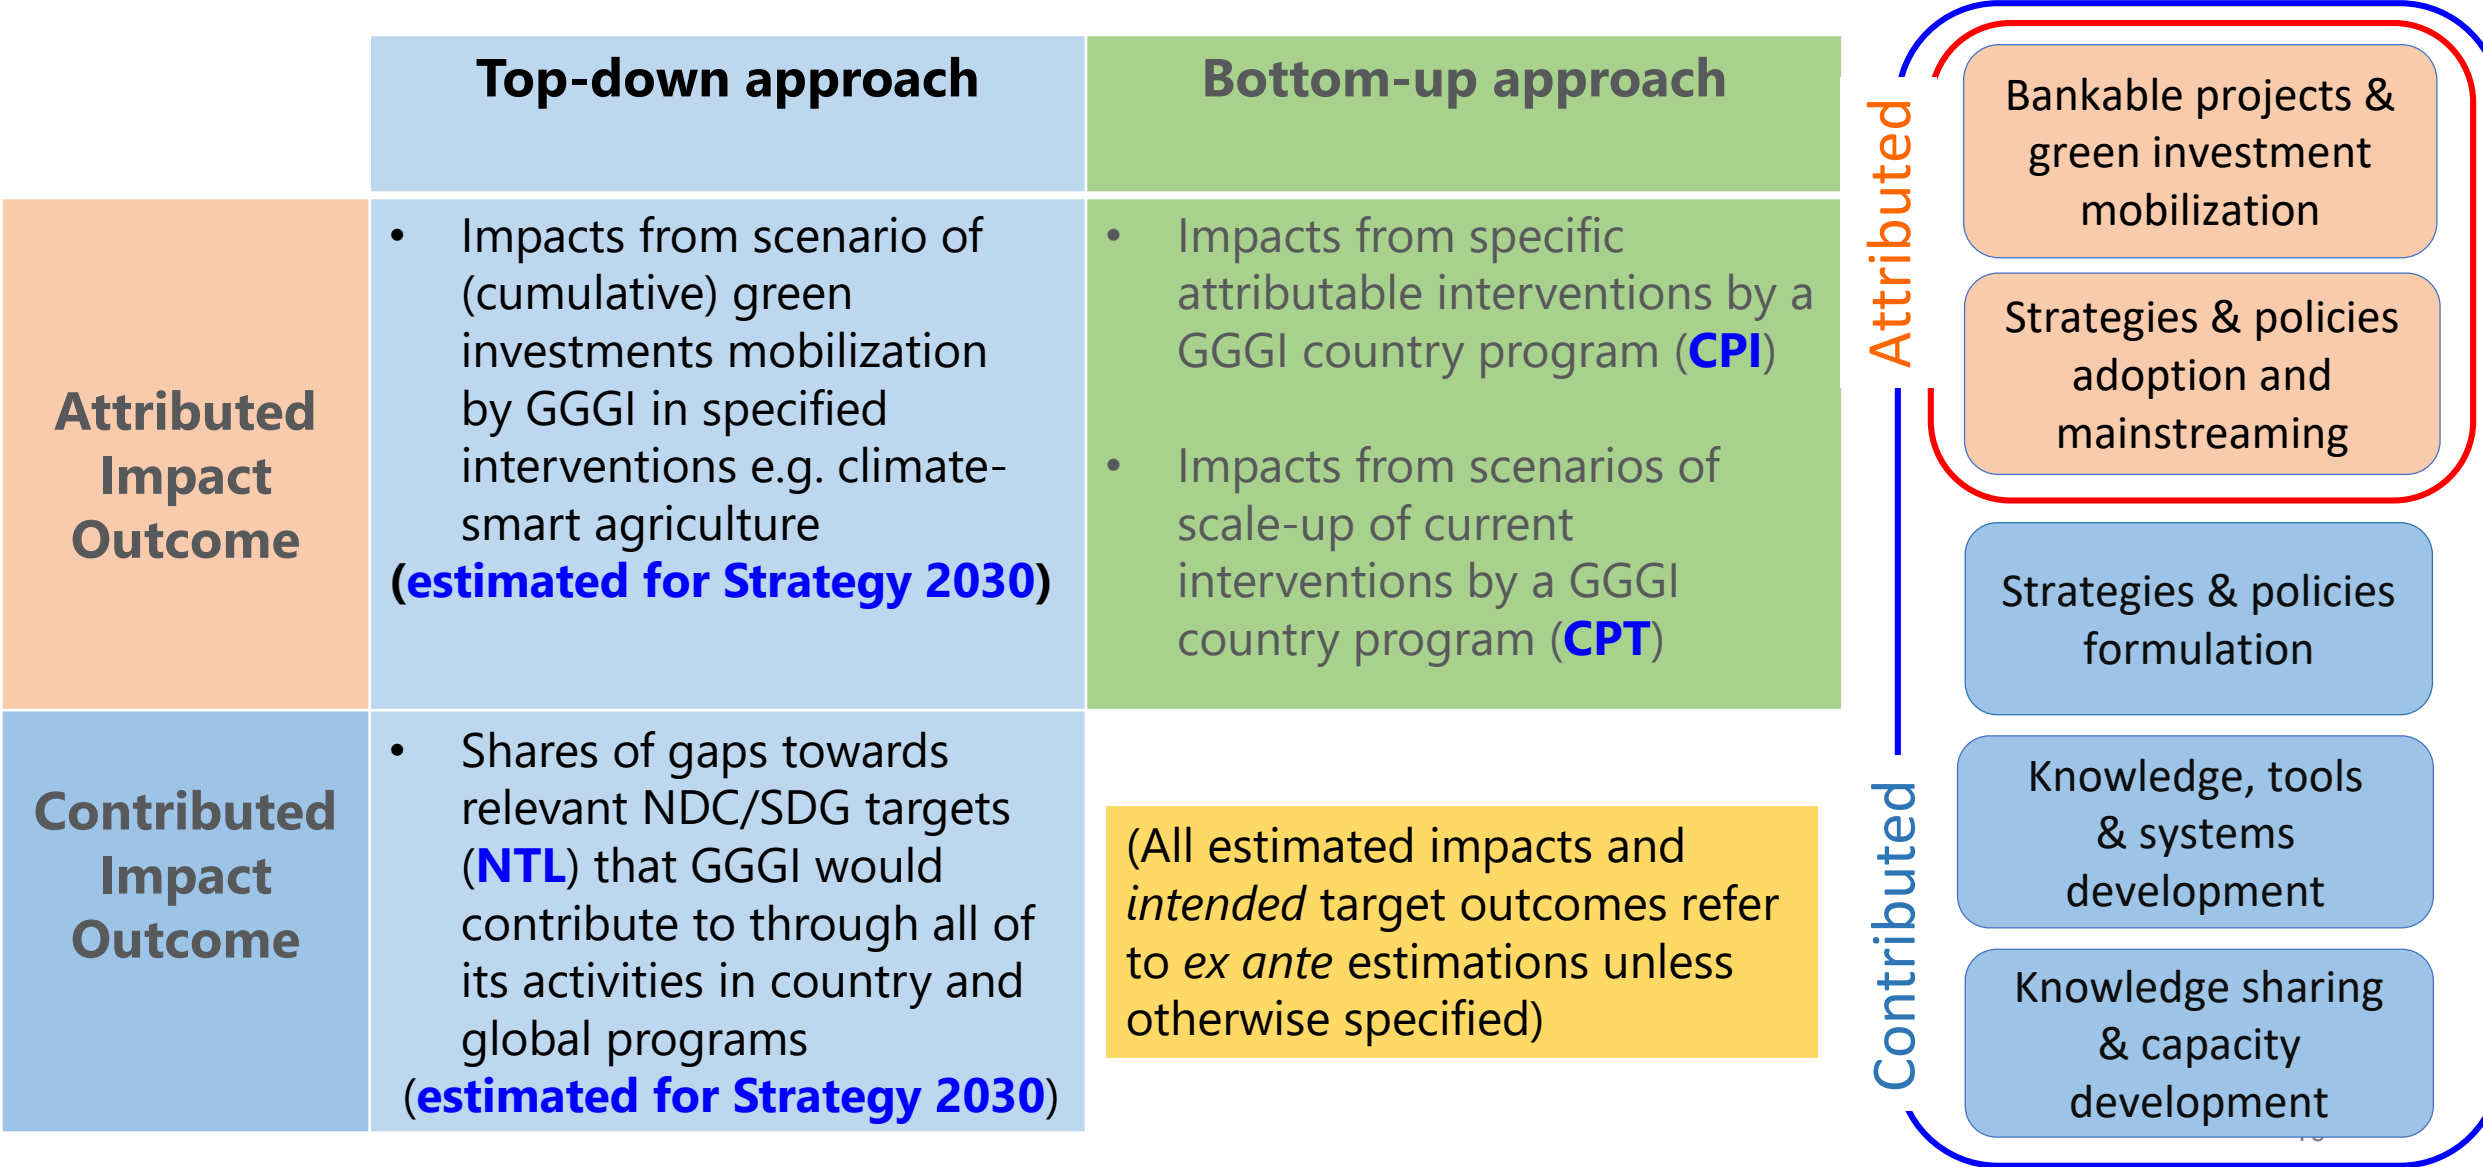 Top-down approach
Bottom-up approach
Attributed
Impact
Outcome
• Impacts from scenario of
(cumulative) green
investments mobilization
by GGGI in specified
interventions e.g. climate-
smart agriculture
(estimated for Strategy 2030)
• Impacts from specific
attributable interventions by a
GGGI country program (CPI)
• Impacts from scenarios of
scale-up of current
interventions by a GGGI
country program (CPT)
Contributed
Impact
Outcome
• Shares of gaps towards
relevant NDC/SDG targets
(NTL) that GGGI would
contribute to through all of
its activities in country and
global programs
(estimated for Strategy 2030)
(All estimated impacts and
intended target outcomes refer
to ex ante estimations unless
otherwise specified)
Attributed
Bankable projects &
green investment
mobilization
Strategies & policies
adoption and
mainstreaming
Contributed
Strategies & policies
formulation
Knowledge, tools
& systems
development
Knowledge sharing
& capacity
development